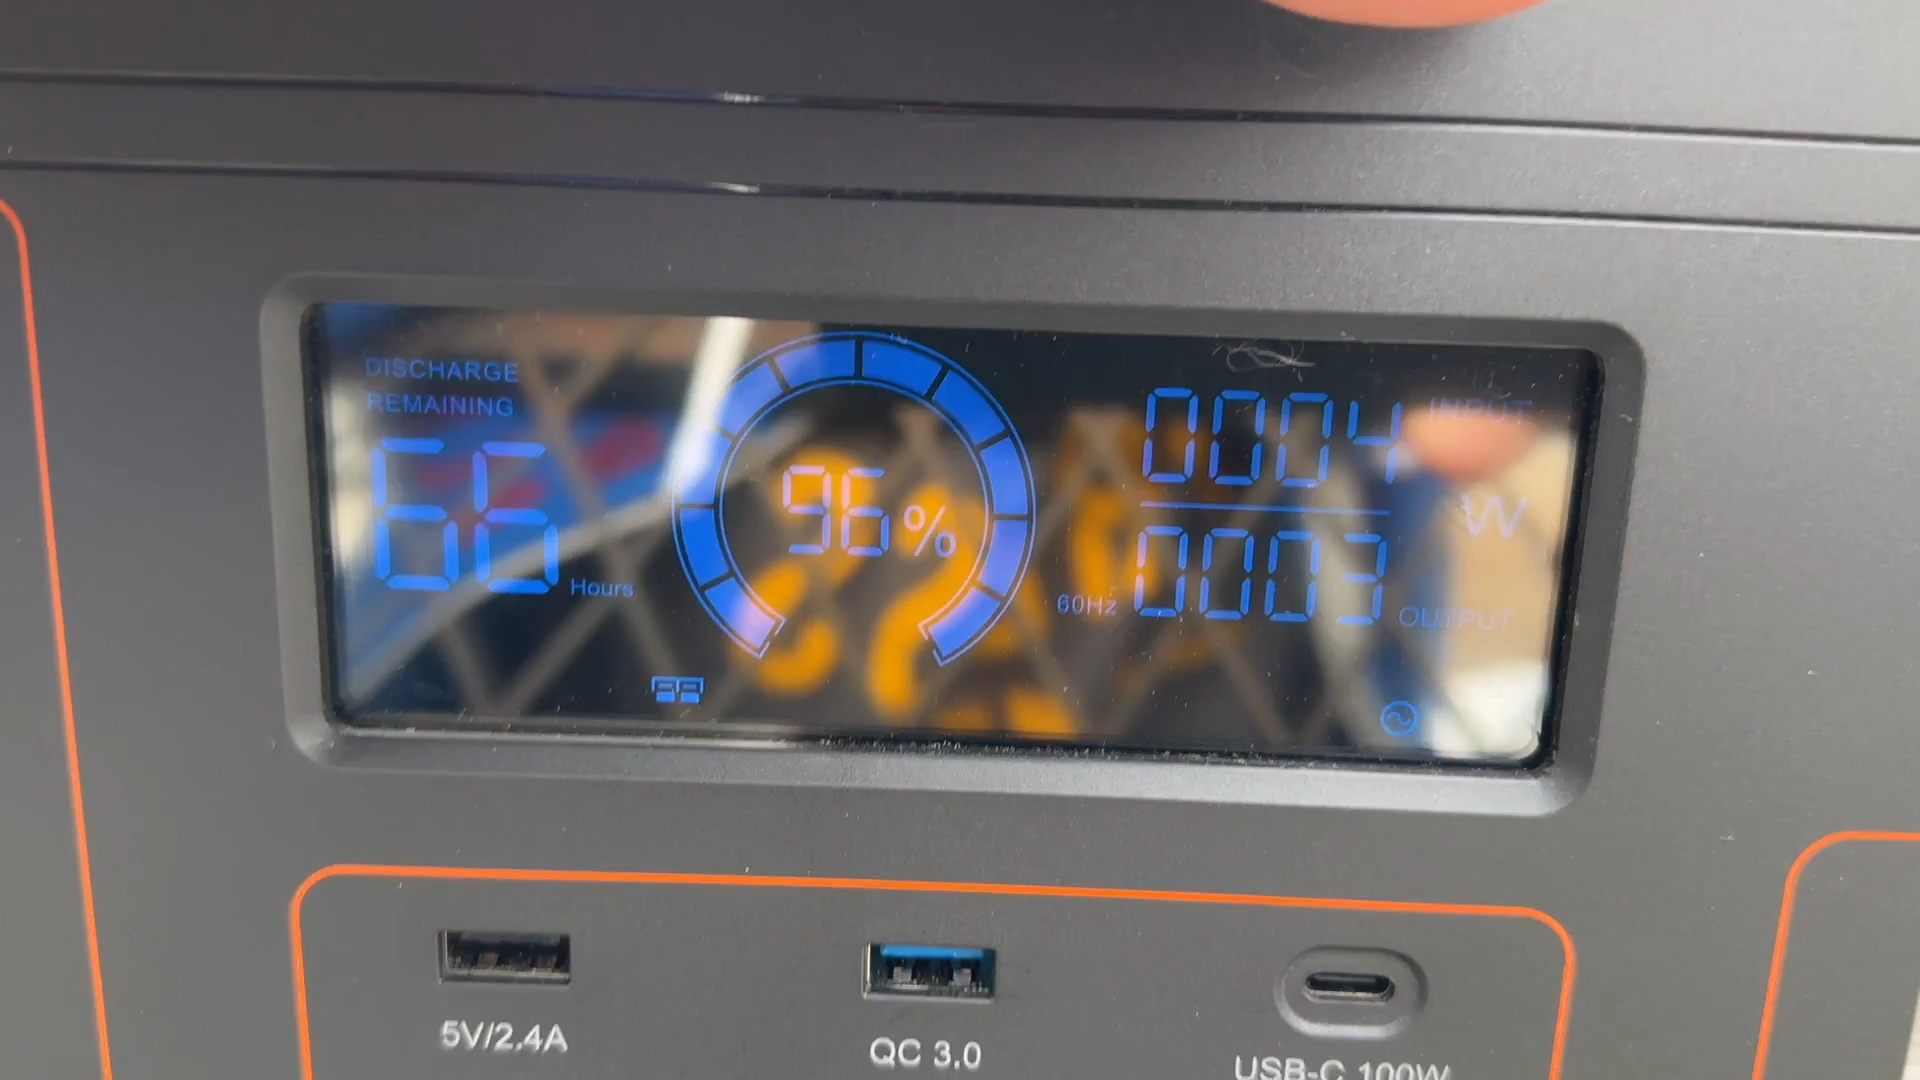 DISCHARGE
REMAINING
66 Hours
96%
0004 INPUT
W
60Hz 0003 OUTPUT
5V/2.4A
QC 3.0
USB-C 100W